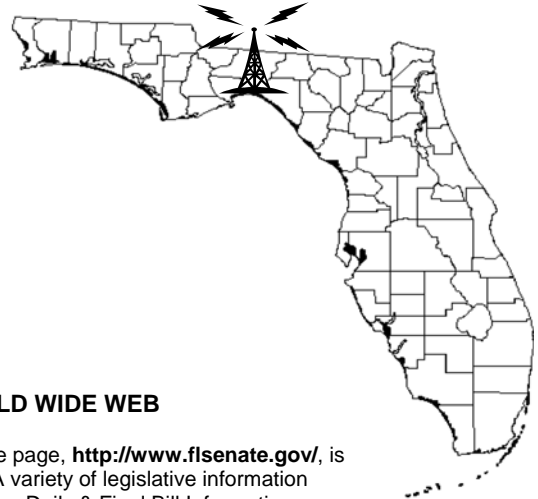 LD WIDE WEB
e page, http://www.flsenate.gov/, is
A variety of legislative information